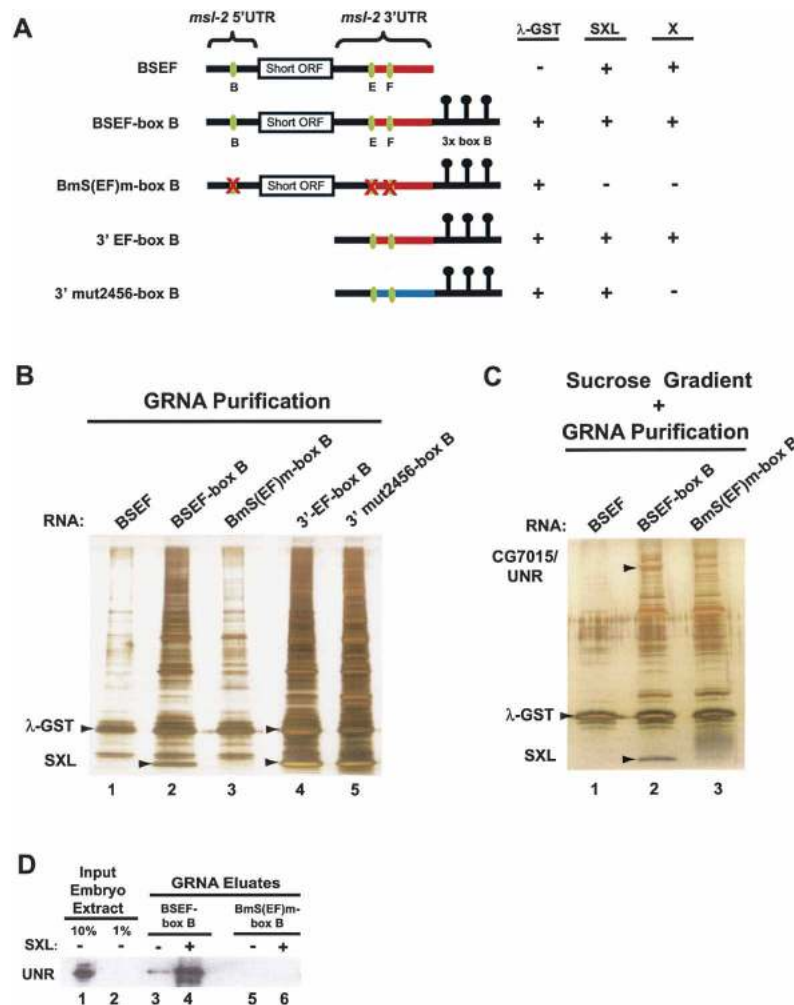 A
msl-2 5'UTR
msl-2 3'UTR
λ-GST SXL X
BSEF Short ORF - + +
B E F
BSEF-box B Short ORF + + +
B E F 3x box B
BmS(EF)m-box B Short ORF + - -
3' EF-box B + + +
3' mut2456-box B + + -
B
GRNA Purification
RNA: BSEF BSEF-box B BmS(EF)m-box B 3'-EF-box B 3' mut2456-box B
λ-GST
SXL
1 2 3 4 5
C
Sucrose Gradient
+
GRNA Purification
RNA: BSEF BSEF-box B BmS(EF)m-box B
CG7015/
UNR
λ-GST
SXL
1 2 3
D
Input
Embryo
Extract
GRNA Eluates
10% 1%
BSEF-
box B
BmS(EF)m-
box B
SXL: - - - + - +
UNR
1 2 3 4 5 6